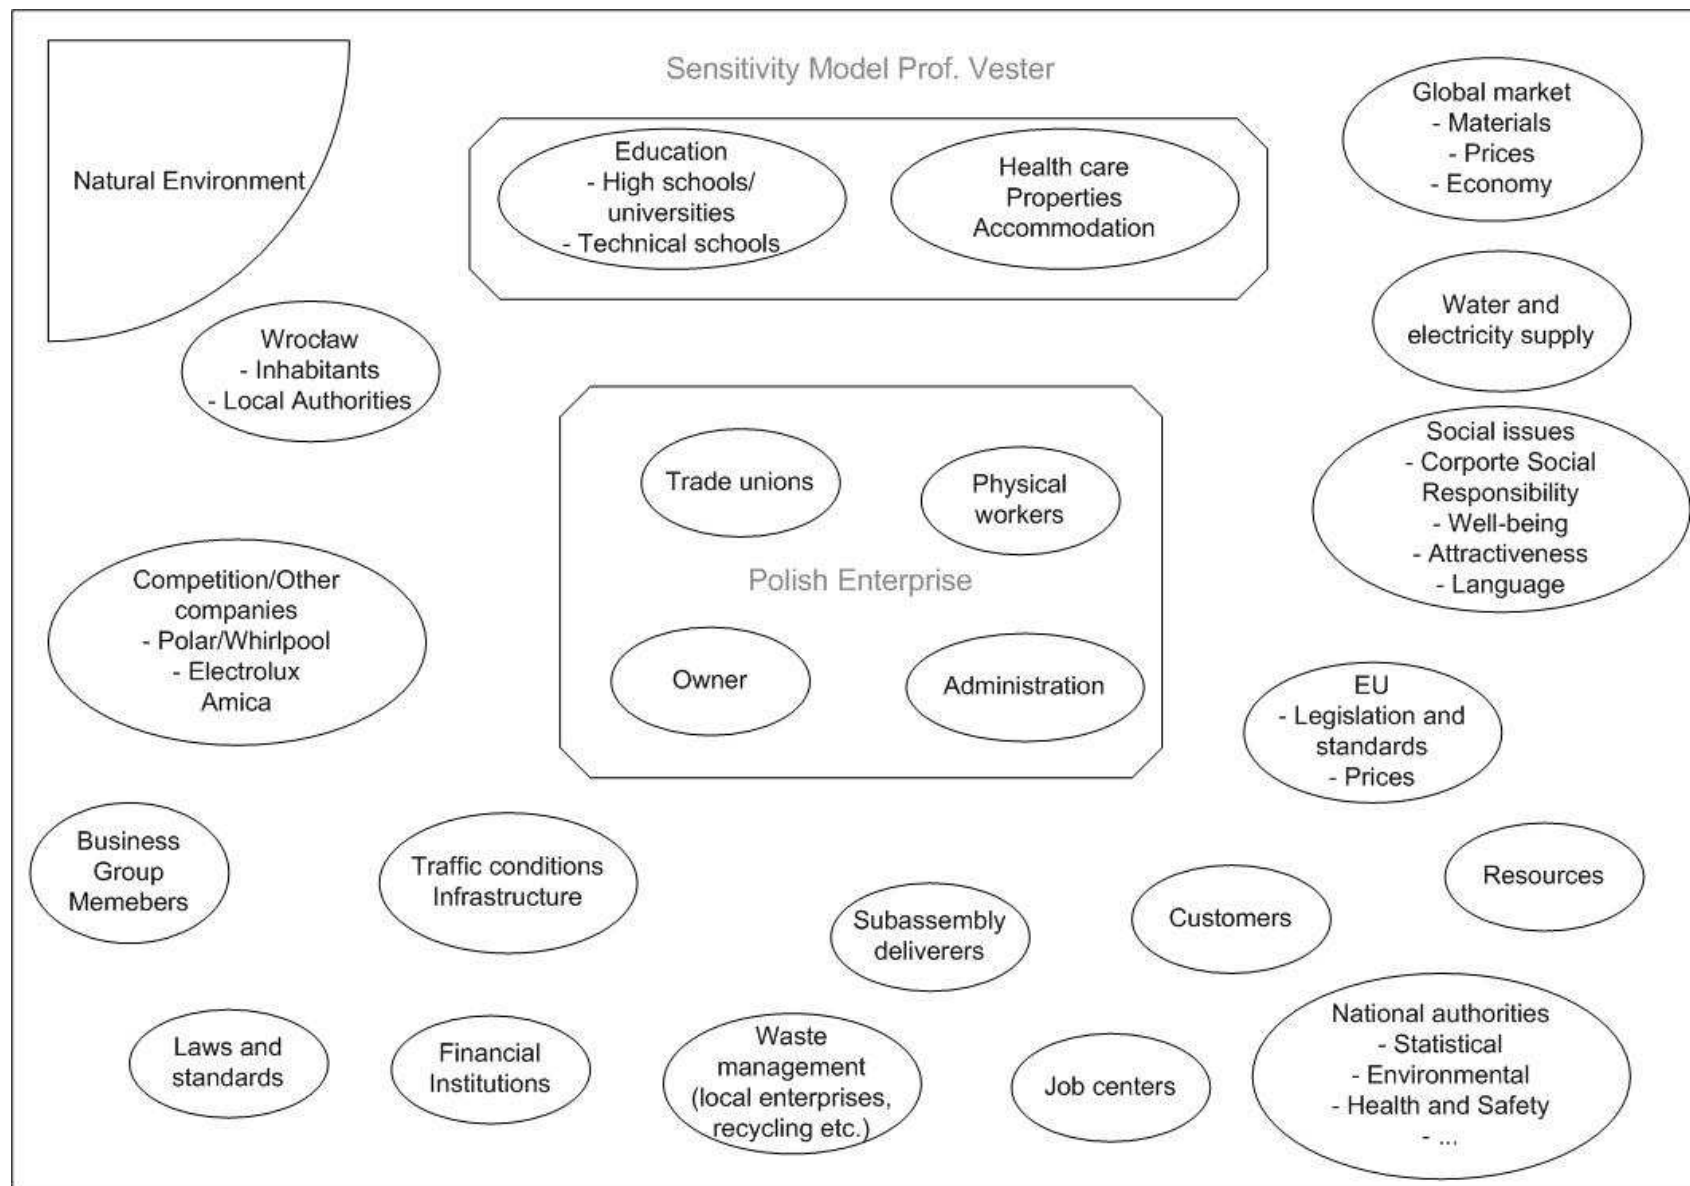 Sensitivity Model Prof. Vester
Natural Environment
Education
- High schools/
universities
- Technical schools
Health care
Properties
Accommodation
Global market
- Materials
- Prices
- Economy
Water and
electricity supply
Wrocław
- Inhabitants
- Local Authorities
Social issues
- Corporte Social
Responsibility
- Well-being
- Attractiveness
- Language
Trade unions
Physical
workers
Polish Enterprise
Owner
Administration
Competition/Other
companies
- Polar/Whirlpool
- Electrolux
Amica
EU
- Legislation and
standards
- Prices
Business
Group
Memebers
Traffic conditions
Infrastructure
Subassembly
deliverers
Customers
Resources
Laws and
standards
Financial
Institutions
Waste
management
(local enterprises,
recycling etc.)
Job centers
National authorities
- Statistical
- Environmental
- Health and Safety
- ...